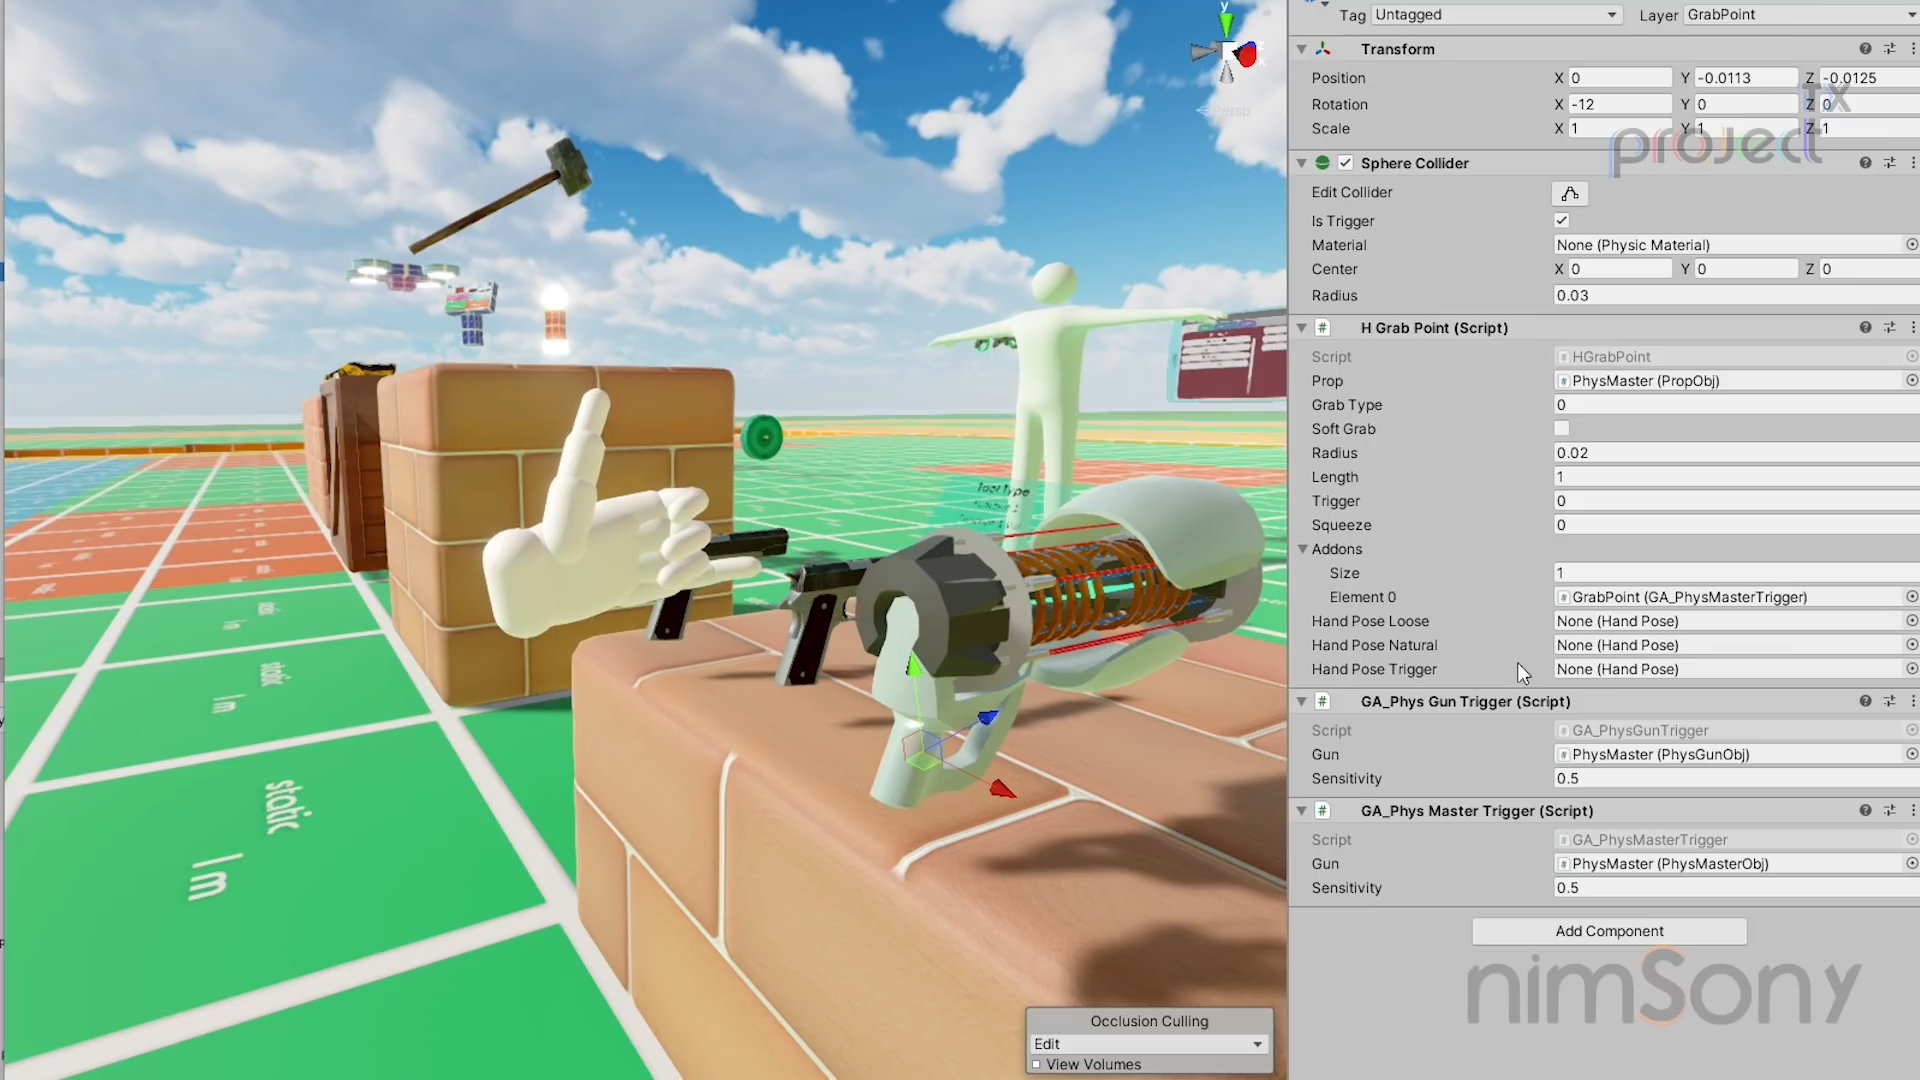 Tag Untagged Layer GrabPoint
Transform
Position X 0 Y -0.0113 Z -0.0125
Rotation X -12 Y 0 Z 0
Scale X 1 Y 1 Z 1
project tx
Sphere Collider
Edit Collider
Is Trigger
Material None (Physic Material)
Center X 0 Y 0 Z 0
Radius 0.03
H Grab Point (Script)
Script # HGrabPoint
Prop # PhysMaster (PropObj)
Grab Type 0
Soft Grab
Radius 0.02
Length 1
Trigger 0
Squeeze 0
Addons
Size 1
Element 0 # GrabPoint (GA_PhysMasterTrigger)
Hand Pose Loose None (Hand Pose)
Hand Pose Natural None (Hand Pose)
Hand Pose Trigger None (Hand Pose)
GA_Phys Gun Trigger (Script)
Script # GA_PhysGunTrigger
Gun # PhysMaster (PhysGunObj)
Sensitivity 0.5
GA_Phys Master Trigger (Script)
Script # GA_PhysMasterTrigger
Gun # PhysMaster (PhysMasterObj)
Sensitivity 0.5
Add Component
nimSony
y
Persp
Tool Type
static
1m
static
1m
Occlusion Culling
Edit
View Volumes